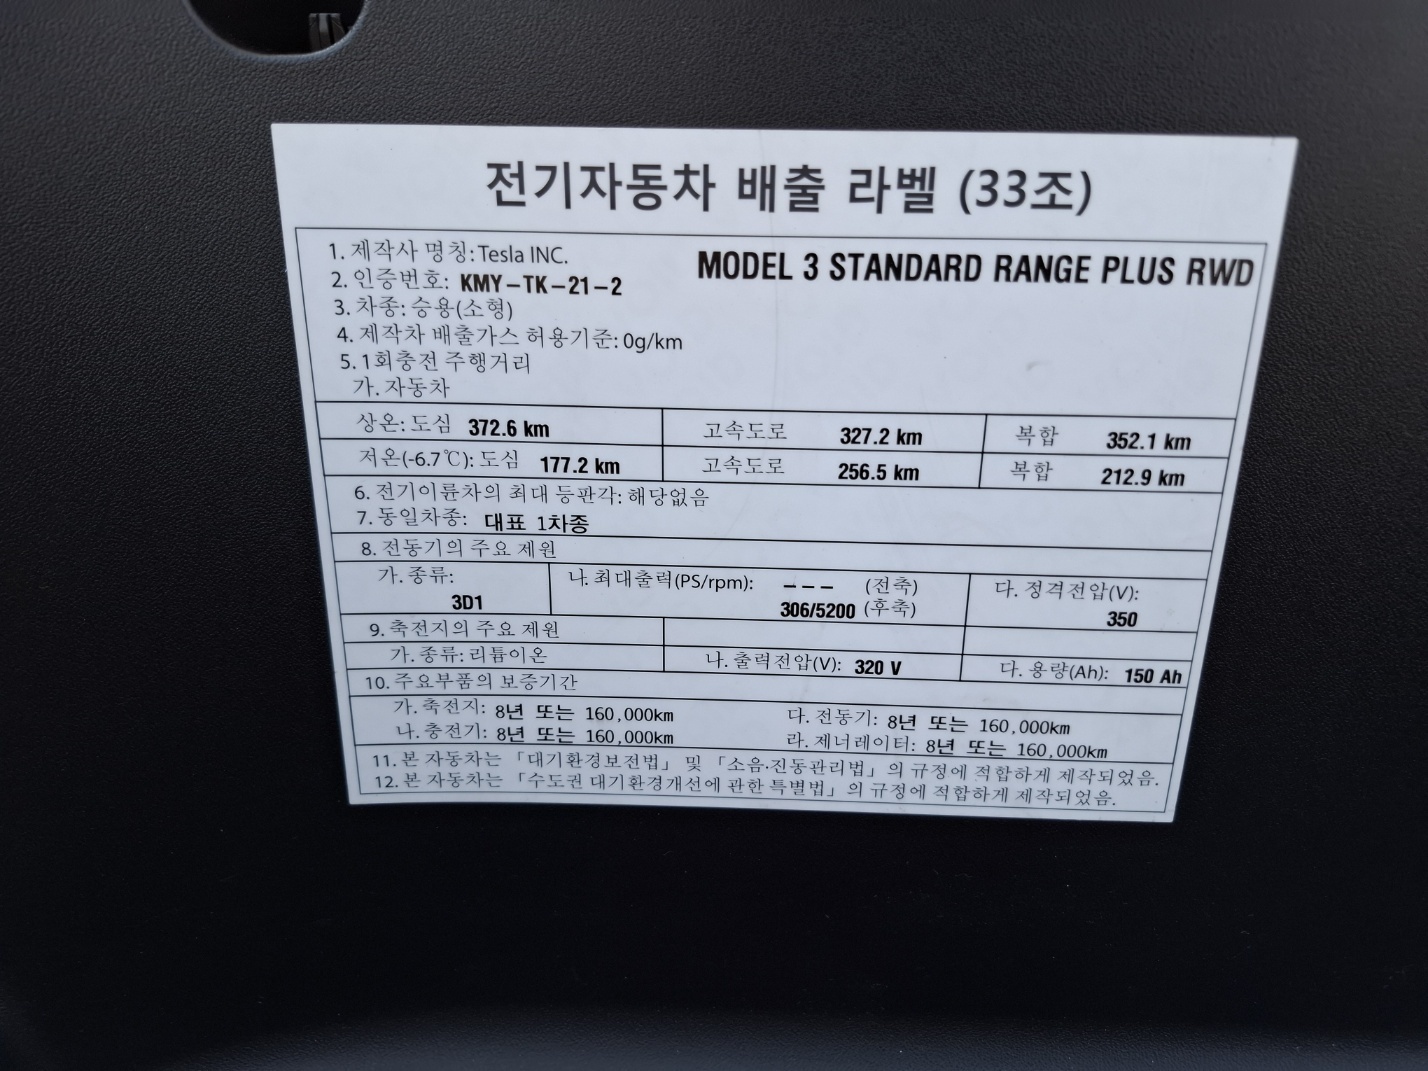 전기자동차 배출 라벨 (33조)
1. 제작사 명칭: Tesla INC.
MODEL 3 STANDARD RANGE PLUS RWD
2. 인증번호: KMY-TK-21-2
3. 차종: 승용(소형)
4. 제작차 배출가스 허용기준: 0g/km
5. 1회충전 주행거리
가. 자동차
상온: 도심 372.6 km 고속도로 327.2 km 복합 352.1 km
저온(-6.7℃): 도심 177.2 km 고속도로 256.5 km 복합 212.9 km
6. 전기이륜차의 최대 등판각: 해당없음
7. 동일차종: 대표 1차종
8. 전동기의 주요 제원
가. 종류: 나. 최대출력(PS/rpm): --- (전축) 다. 정격전압(V):
3D1 306/5200 (후축) 350
9. 축전지의 주요 제원
가. 종류: 리튬이온 나. 출력전압(V): 320 V 다. 용량(Ah): 150 Ah
10. 주요부품의 보증기간
가. 축전지: 8년 또는 160,000km 다. 전동기: 8년 또는 160,000km
나. 충전기: 8년 또는 160,000km 라. 제너레이터: 8년 또는 160,000km
11. 본 자동차는 「대기환경보전법」 및 「소음·진동관리법」의 규정에 적합하게 제작되었음.
12. 본 자동차는 「수도권 대기환경개선에 관한 특별법」의 규정에 적합하게 제작되었음.